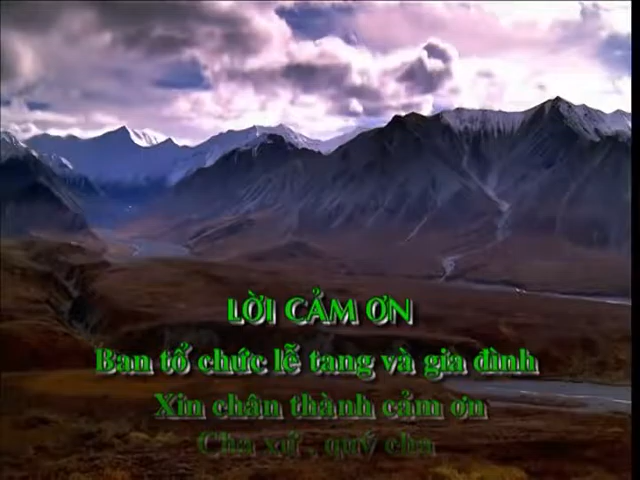 LỜI CẢM ƠN
Ban tổ chức lễ tang và gia đình
Xin chân thành cảm ơn
Cha xứ , quý cha